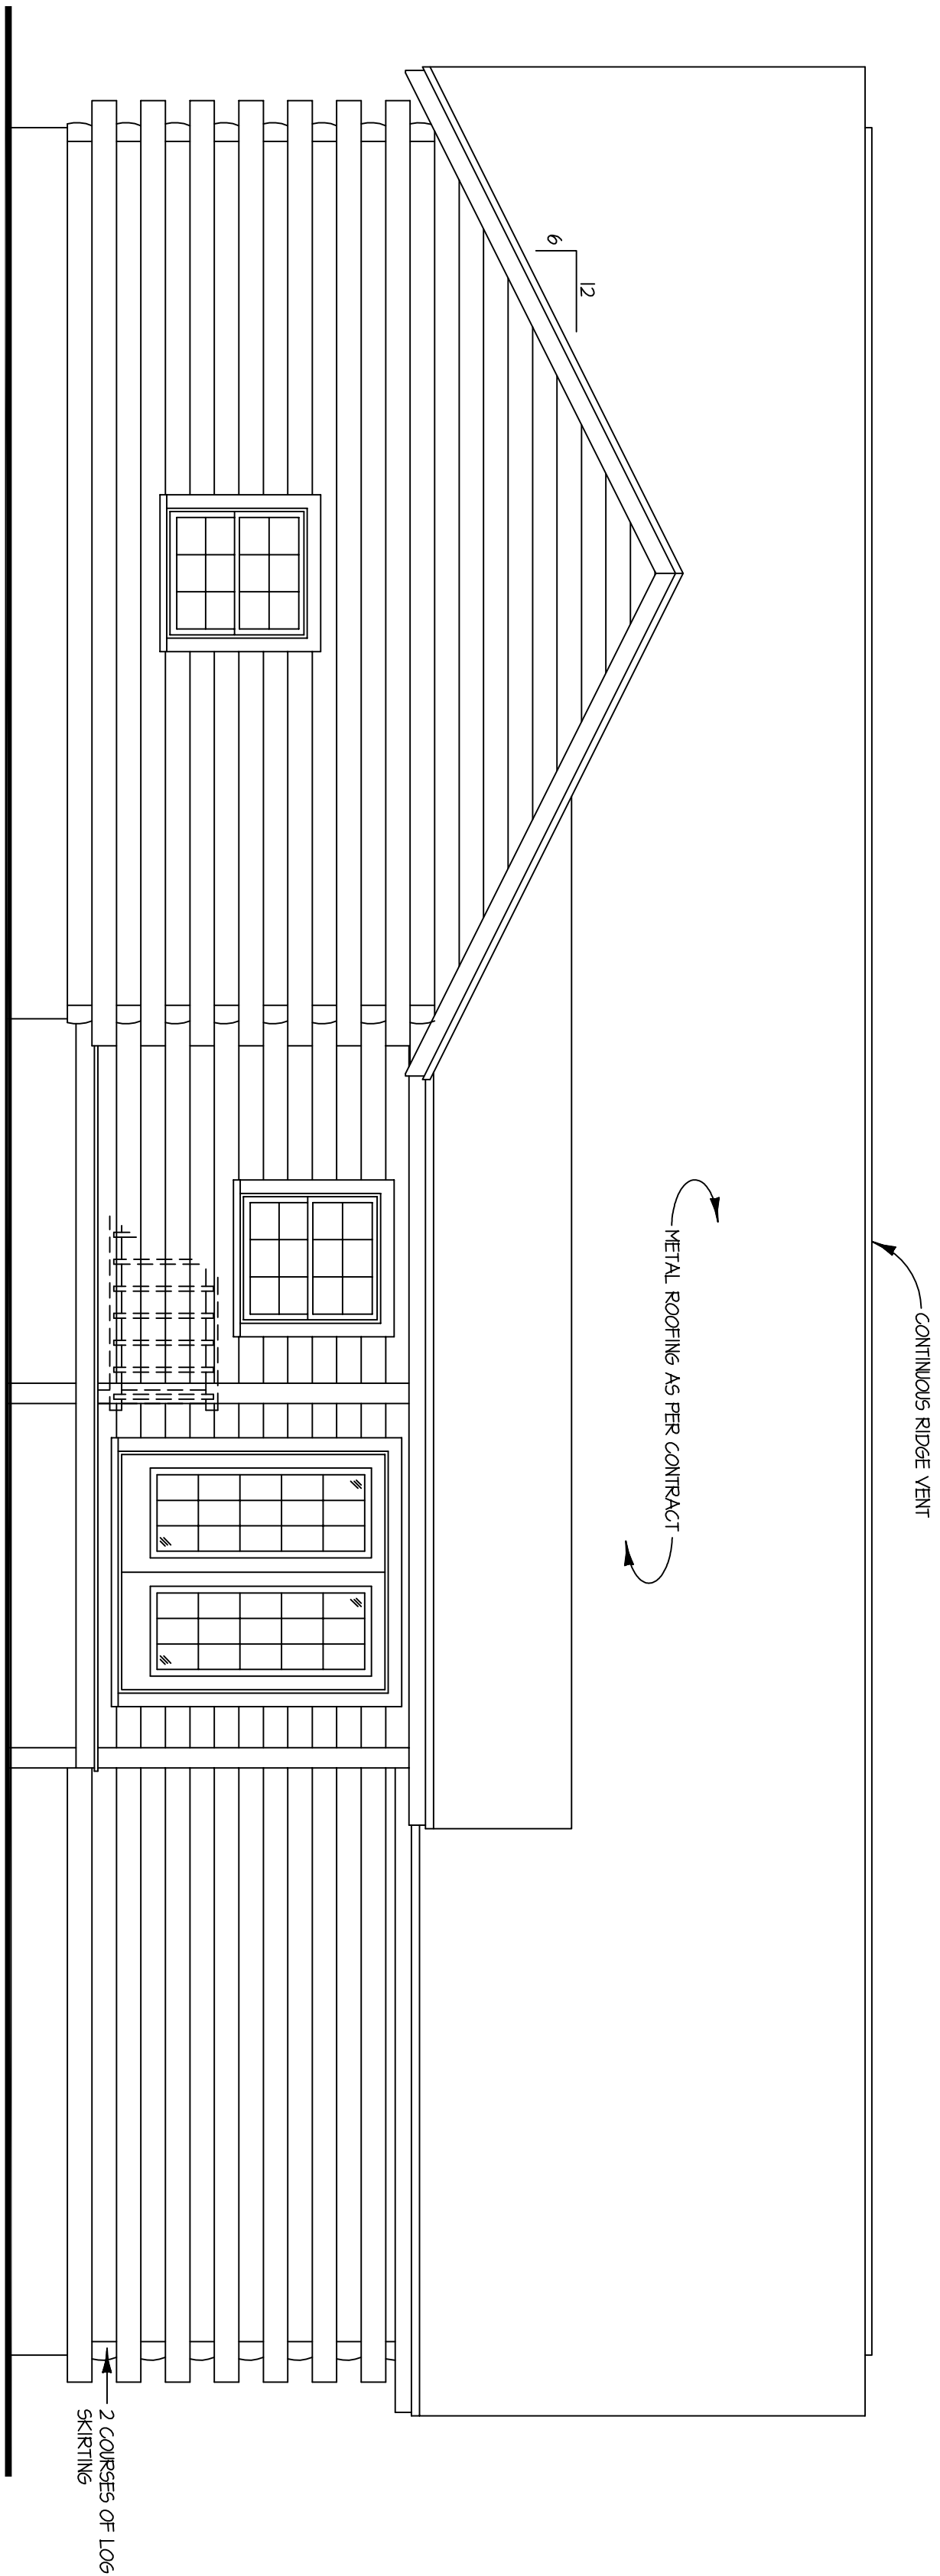 CONTINUOUS RIDGE VENT
METAL ROOFING AS PER CONTRACT
12
6
2 COURSES OF LOG
SKIRTING